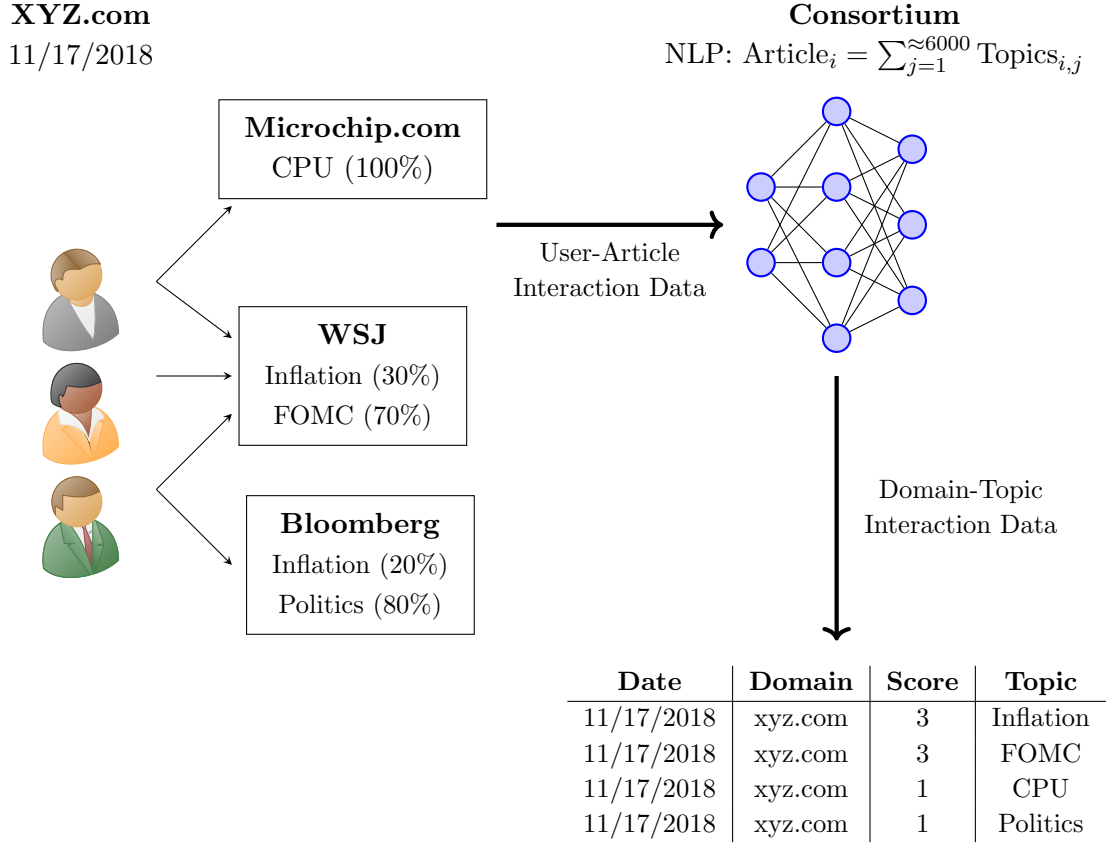 XYZ.com
11/17/2018
Consortium
NLP: Article_i = ∑_{j=1}^{≈6000} Topics_{i,j}
Microchip.com
CPU (100%)
User-Article
Interaction Data
WSJ
Inflation (30%)
FOMC (70%)
Bloomberg
Inflation (20%)
Politics (80%)
Domain-Topic
Interaction Data
Date Domain Score Topic
11/17/2018 xyz.com 3 Inflation
11/17/2018 xyz.com 3 FOMC
11/17/2018 xyz.com 1 CPU
11/17/2018 xyz.com 1 Politics